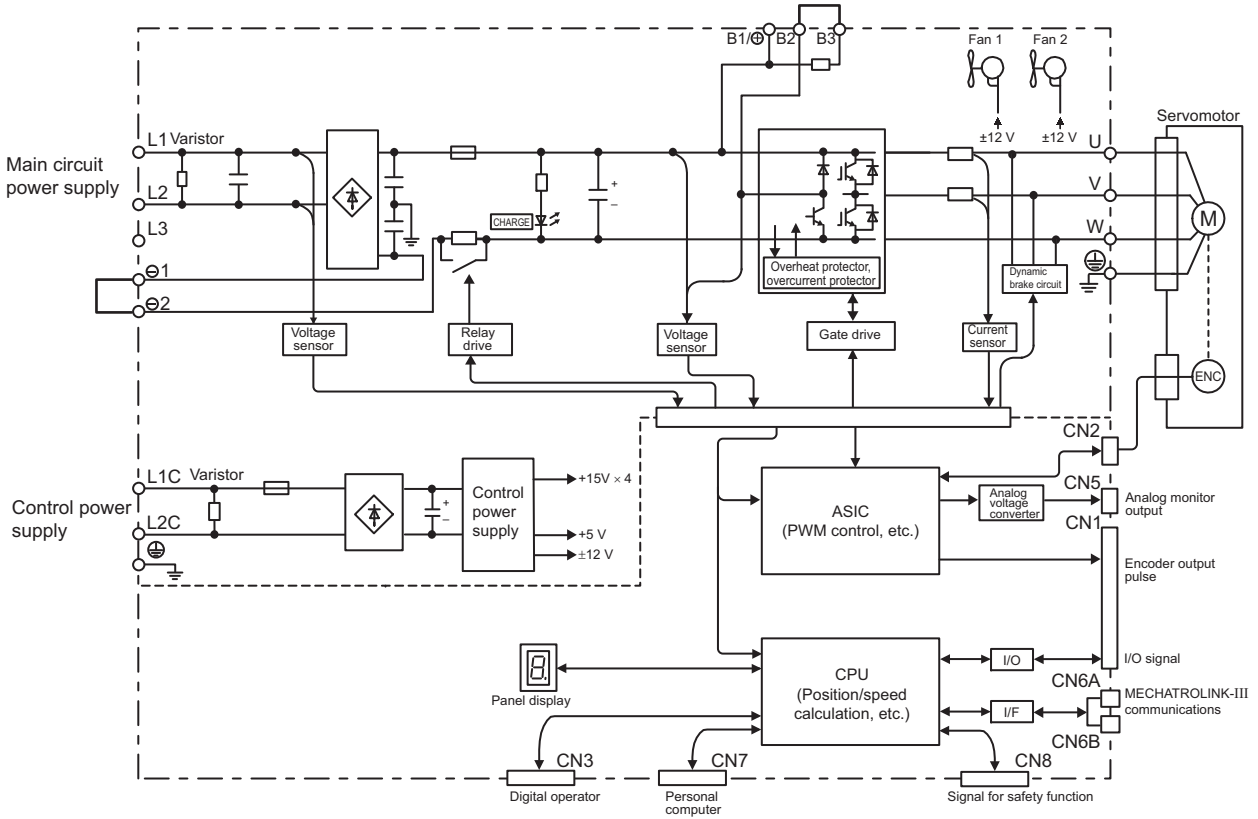 B1/⊕ B2 B3
Fan 1 Fan 2
±12 V ±12 V
Servomotor
Main circuit
power supply
L1 Varistor
L2
L3
⊖1
⊖2
+
–
CHARGE
U
V
W
M
Overheat protector,
overcurrent protector
Dynamic
brake circuit
Voltage
sensor
Relay
drive
Voltage
sensor
Gate drive
Current
sensor
ENC
CN2
Control power
supply
L1C Varistor
L2C
+
–
Control
power
supply
+15V × 4
+5 V
±12 V
ASIC
(PWM control, etc.)
Analog
voltage
converter
CN5
Analog monitor
output
CN1
Encoder output
pulse
8.
Panel display
CPU
(Position/speed
calculation, etc.)
I/O
I/O signal
CN6A
I/F
MECHATROLINK-III
communications
CN6B
CN3
Digital operator
CN7
Personal
computer
CN8
Signal for safety function